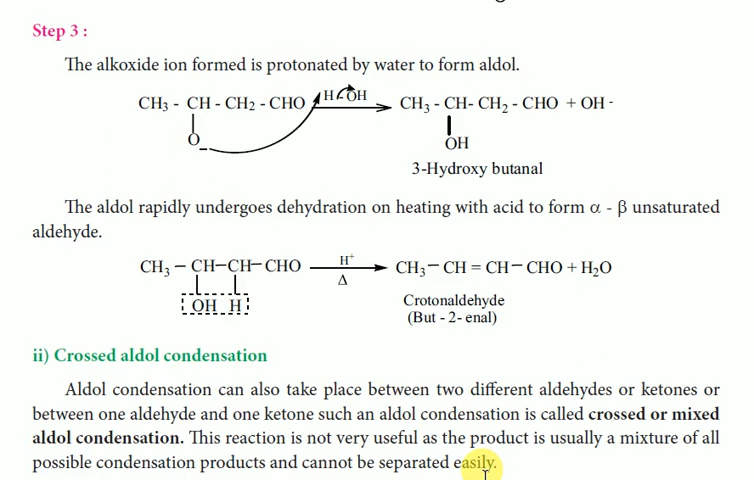 Step 3 :
The alkoxide ion formed is protonated by water to form aldol.
CH3 - CH - CH2 - CHO H OH CH3 - CH- CH2 - CHO + OH -
O_ OH
3-Hydroxy butanal
The aldol rapidly undergoes dehydration on heating with acid to form α - β unsaturated
aldehyde.
CH3 — CH—CH—CHO H+ CH3— CH = CH— CHO + H2O
Δ
OH H Crotonaldehyde
(But - 2- enal)
ii) Crossed aldol condensation
Aldol condensation can also take place between two different aldehydes or ketones or
between one aldehyde and one ketone such an aldol condensation is called crossed or mixed
aldol condensation. This reaction is not very useful as the product is usually a mixture of all
possible condensation products and cannot be separated easily.